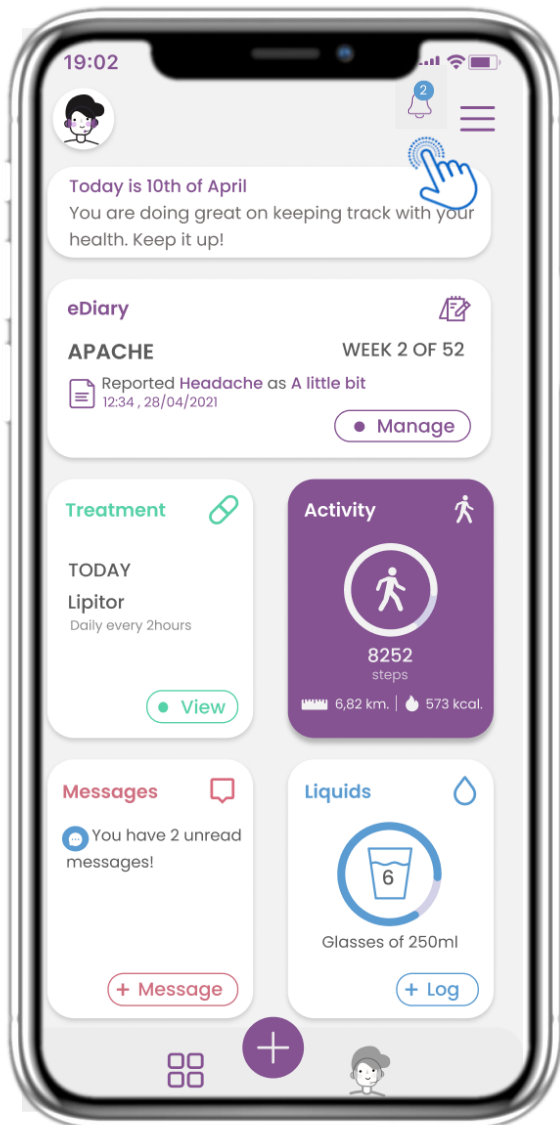 19:02
2
Today is 10th of April
You are doing great on keeping track with your
health. Keep it up!
eDiary
APACHE
WEEK 2 OF 52
Reported Headache as A little bit
12:34 , 28/04/2021
Manage
Treatment
TODAY
Lipitor
Daily every 2hours
View
Activity
8252
steps
6,82 km.
573 kcal.
Messages
You have 2 unread
messages!
+ Message
Liquids
6
Glasses of 250ml
+ Log